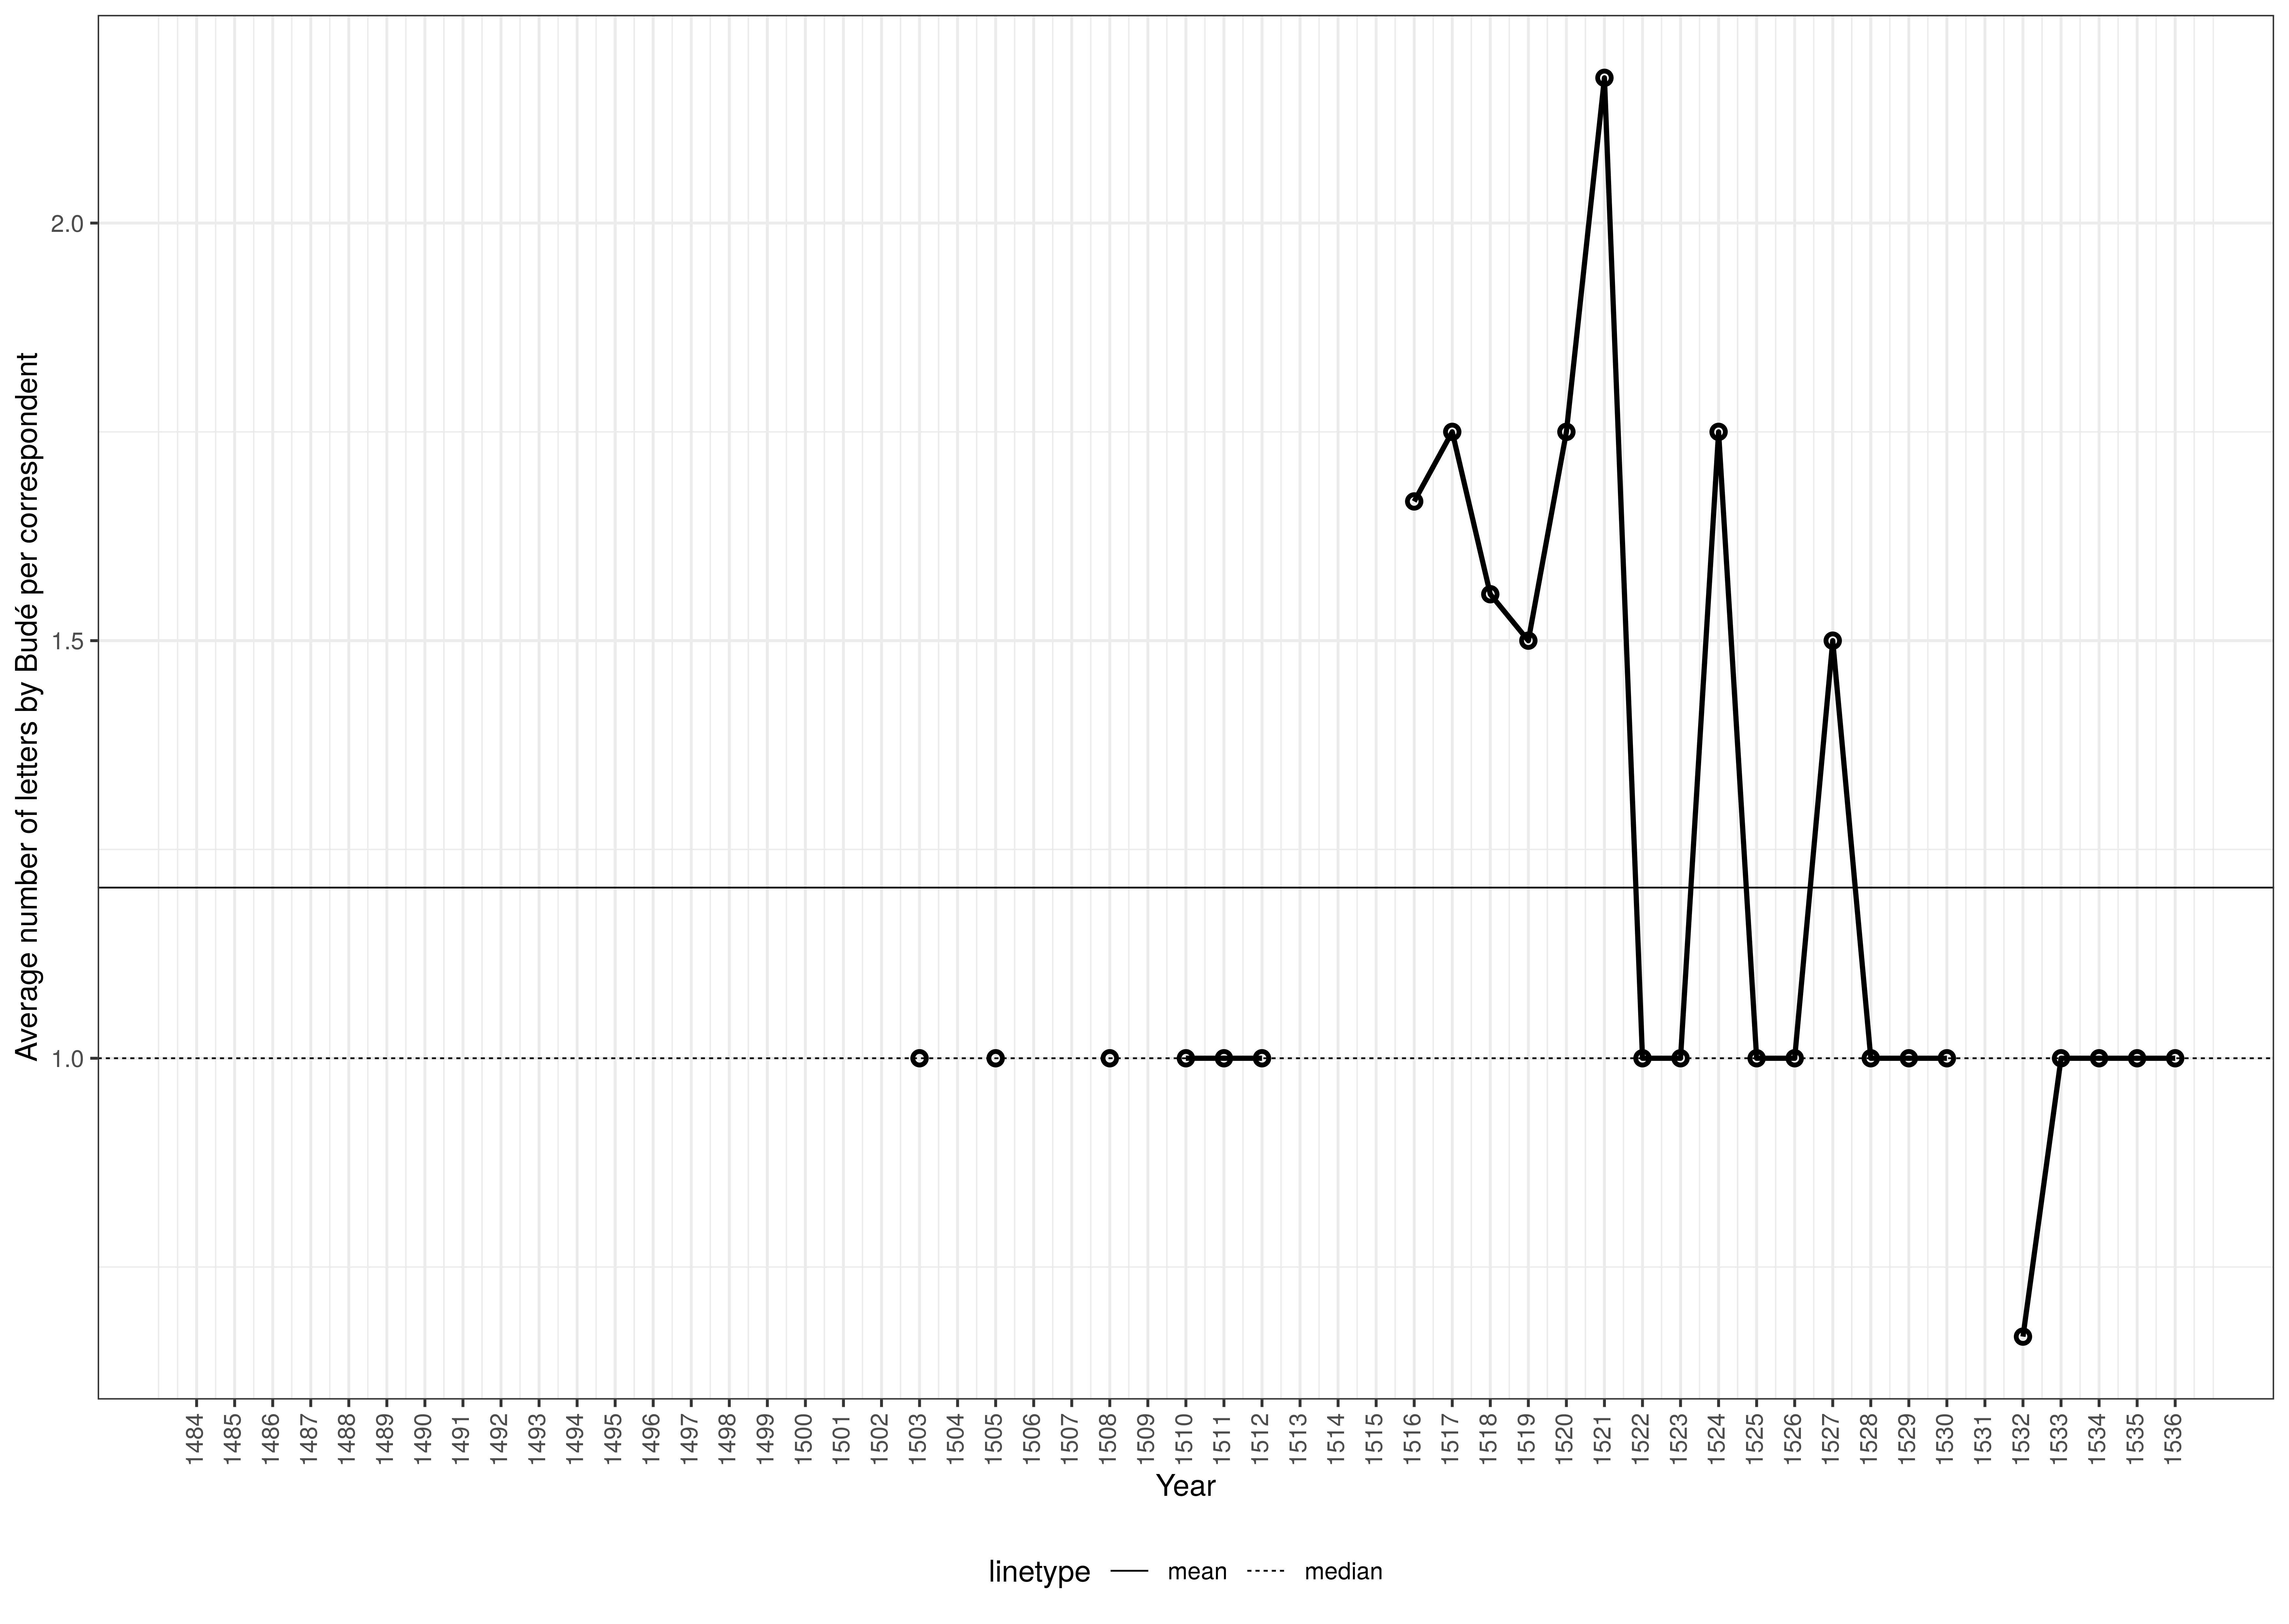 Average number of letters by Budé per correspondent
2.0
1.5
1.0
1484 1485 1486 1487 1488 1489 1490 1491 1492 1493 1494 1495 1496 1497 1498 1499 1500 1501 1502 1503 1504 1505 1506 1507 1508 1509 1510 1511 1512 1513 1514 1515 1516 1517 1518 1519 1520 1521 1522 1523 1524 1525 1526 1527 1528 1529 1530 1531 1532 1533 1534 1535 1536
Year
linetype mean median